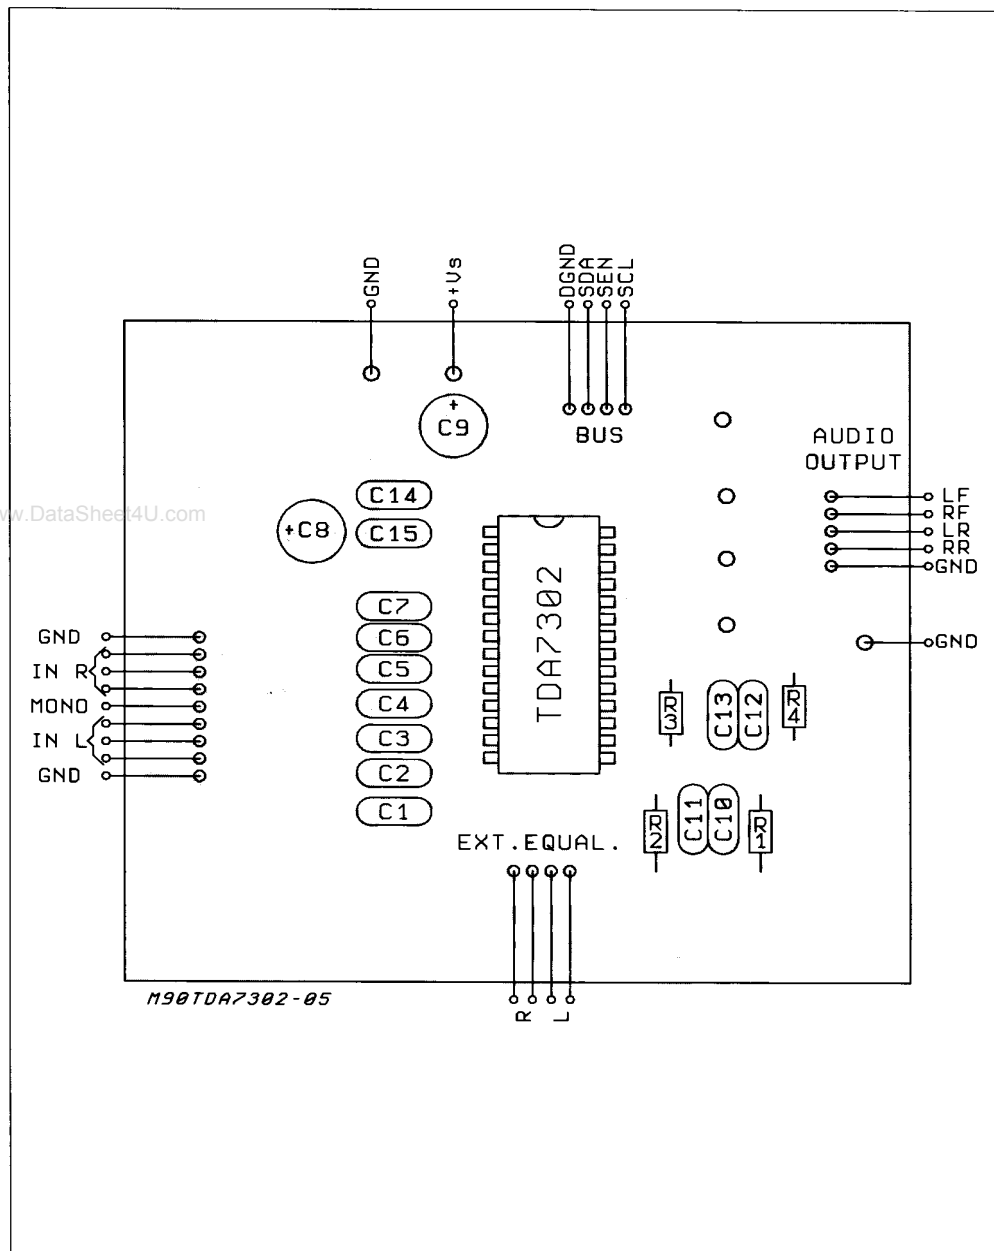 GND
+Vs
DGND
SDA
SEN
SCL
+
C9
BUS
AUDIO
OUTPUT
C14
LF
RF
LR
RR
GND
www.DataSheet4U.com
+C8
C15
TDA7302
C7
GND
C6
GND
IN R
C5
MONO
C4
R3
C13
C12
R4
IN L
C3
GND
C2
C1
R2
C11
C10
R1
EXT.EQUAL.
M90TDA7302-05
R
L